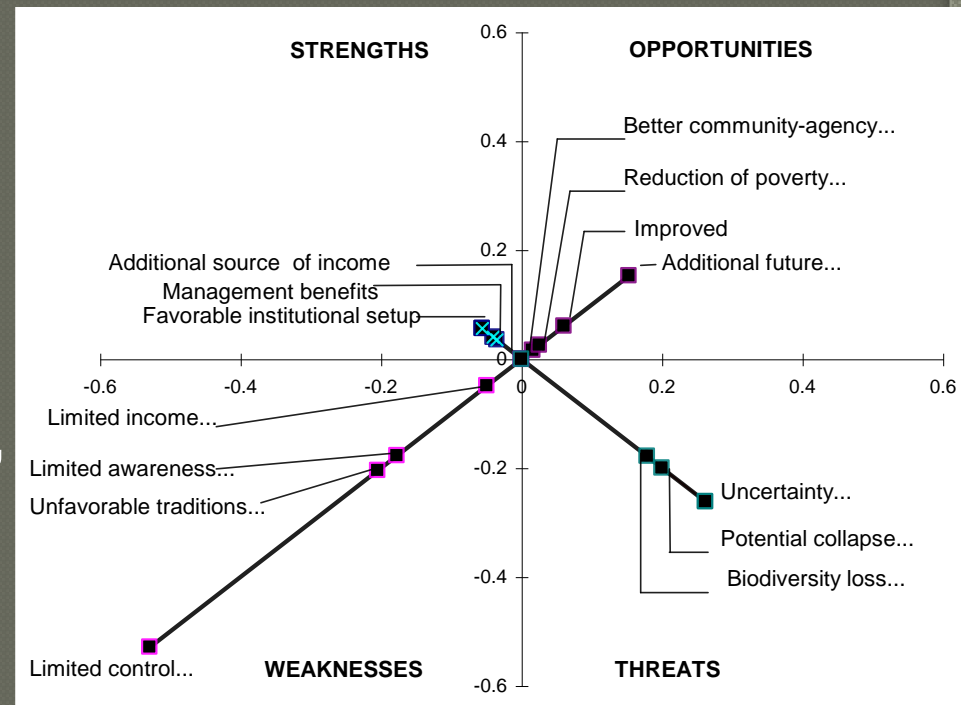 0.6
STRENGTHS
OPPORTUNITIES
0.4
Better community-agency...
Reduction of poverty...
0.2
Improved
Additional source  of income
Additional future...
Management benefits
Favorable institutional setup
0
-0.6
-0.4
-0.2
0
0.2
0.4
0.6
Limited income...
Limited awareness...
-0.2
Unfavorable traditions...
Uncertainty...
Potential collapse...
-0.4
Biodiversity loss...
Limited control...
WEAKNESSES
THREATS
-0.6